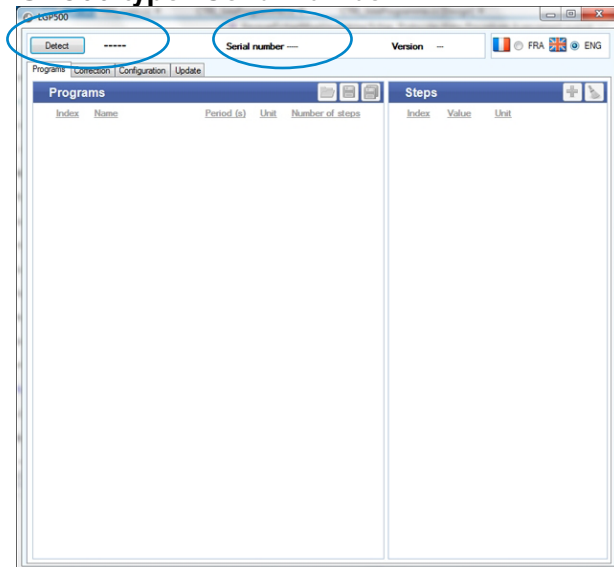 LGP500
Detect ----- Serial number ---- Version --- FRA ENG
Programs Correction Configuration Update
Programs Steps
Index Name Period (s) Unit Number of steps Index Value Unit